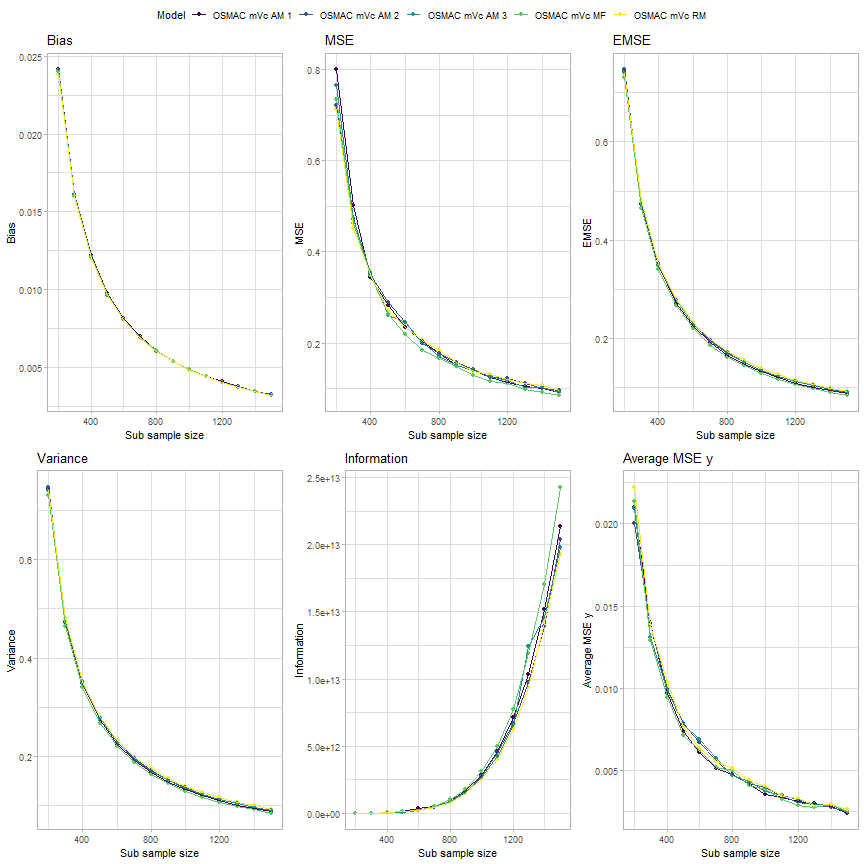 Model OSMAC mVc AM 1 OSMAC mVc AM 2 OSMAC mVc AM 3 OSMAC mVc MF OSMAC mVc RM
Bias
0.025
0.020
0.015
0.010
0.005
Bias
400 1200
Sub sample size
MSE
0.8
0.6
0.4
0.2
MSE
400 1200
Sub sample size
EMSE
0.6
0.4
0.2
EMSE
400 1200
Sub sample size
Variance
0.6
0.4
0.2
Variance
400 1200
Sub sample size
Information
2.5e+13
2.0e+13
1.5e+13
1.0e+13
5.0e+12
0.0e+00
Information
400 1200
Sub sample size
Average MSE y
0.020
0.015
0.010
0.005
Average MSE y
400 1200
Sub sample size